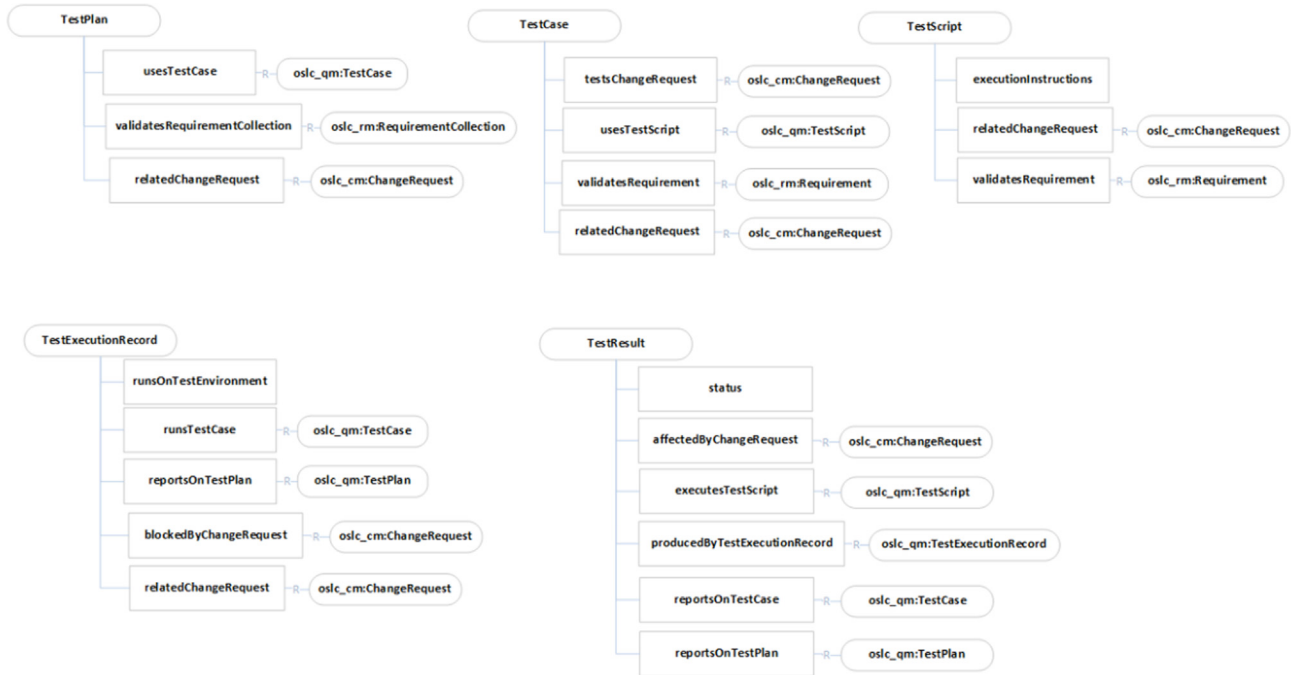 TestPlan
usesTestCase R oslc_qm:TestCase
validatesRequirementCollection R oslc_rm:RequirementCollection
relatedChangeRequest R oslc_cm:ChangeRequest
TestCase
testsChangeRequest R oslc_cm:ChangeRequest
usesTestScript R oslc_qm:TestScript
validatesRequirement R oslc_rm:Requirement
relatedChangeRequest R oslc_cm:ChangeRequest
TestScript
executionInstructions
relatedChangeRequest R oslc_cm:ChangeRequest
validatesRequirement R oslc_rm:Requirement
TestExecutionRecord
runsOnTestEnvironment
runsTestCase R oslc_qm:TestCase
reportsOnTestPlan R oslc_qm:TestPlan
blockedByChangeRequest R oslc_cm:ChangeRequest
relatedChangeRequest R oslc_cm:ChangeRequest
TestResult
status
affectedByChangeRequest R oslc_cm:ChangeRequest
executesTestScript R oslc_qm:TestScript
producedByTestExecutionRecord R oslc_qm:TestExecutionRecord
reportsOnTestCase R oslc_qm:TestCase
reportsOnTestPlan R oslc_qm:TestPlan